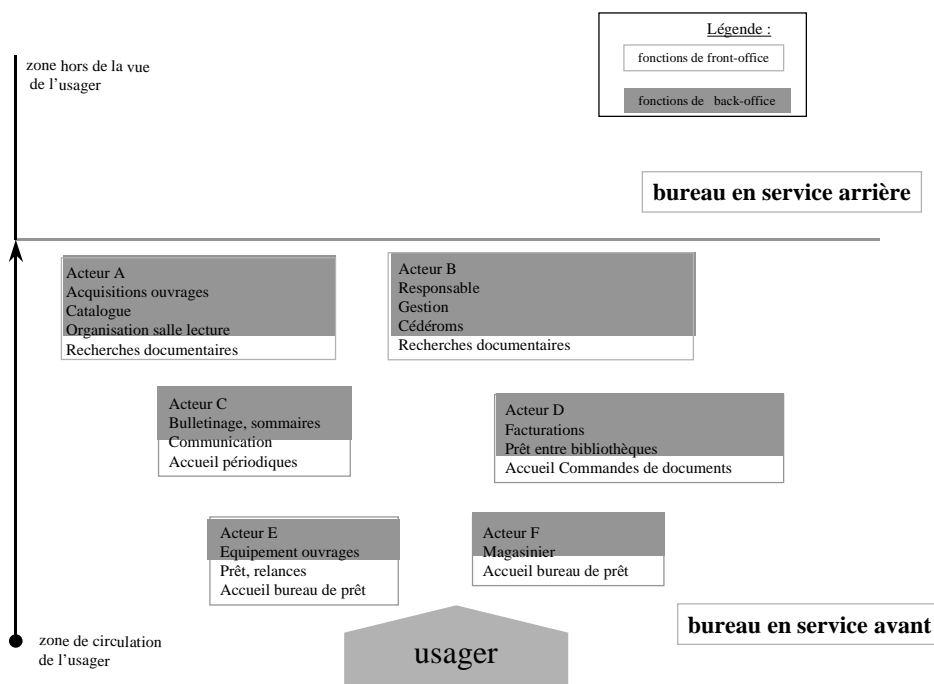 zone hors de la vue
de l’usager
Légende :
fonctions de front-office
fonctions de back-office
bureau en service arrière
Acteur A
Acquisitions ouvrages
Catalogue
Organisation salle lecture
Recherches documentaires
Acteur B
Responsable
Gestion
Cédéroms
Recherches documentaires
Acteur C
Bulletinage, sommaires
Communication
Accueil périodiques
Acteur D
Facturations
Prêt entre bibliothèques
Accueil Commandes de documents
Acteur E
Equipement ouvrages
Prêt, relances
Accueil bureau de prêt
Acteur F
Magasinier
Accueil bureau de prêt
bureau en service avant
zone de circulation
de l’usager
usager